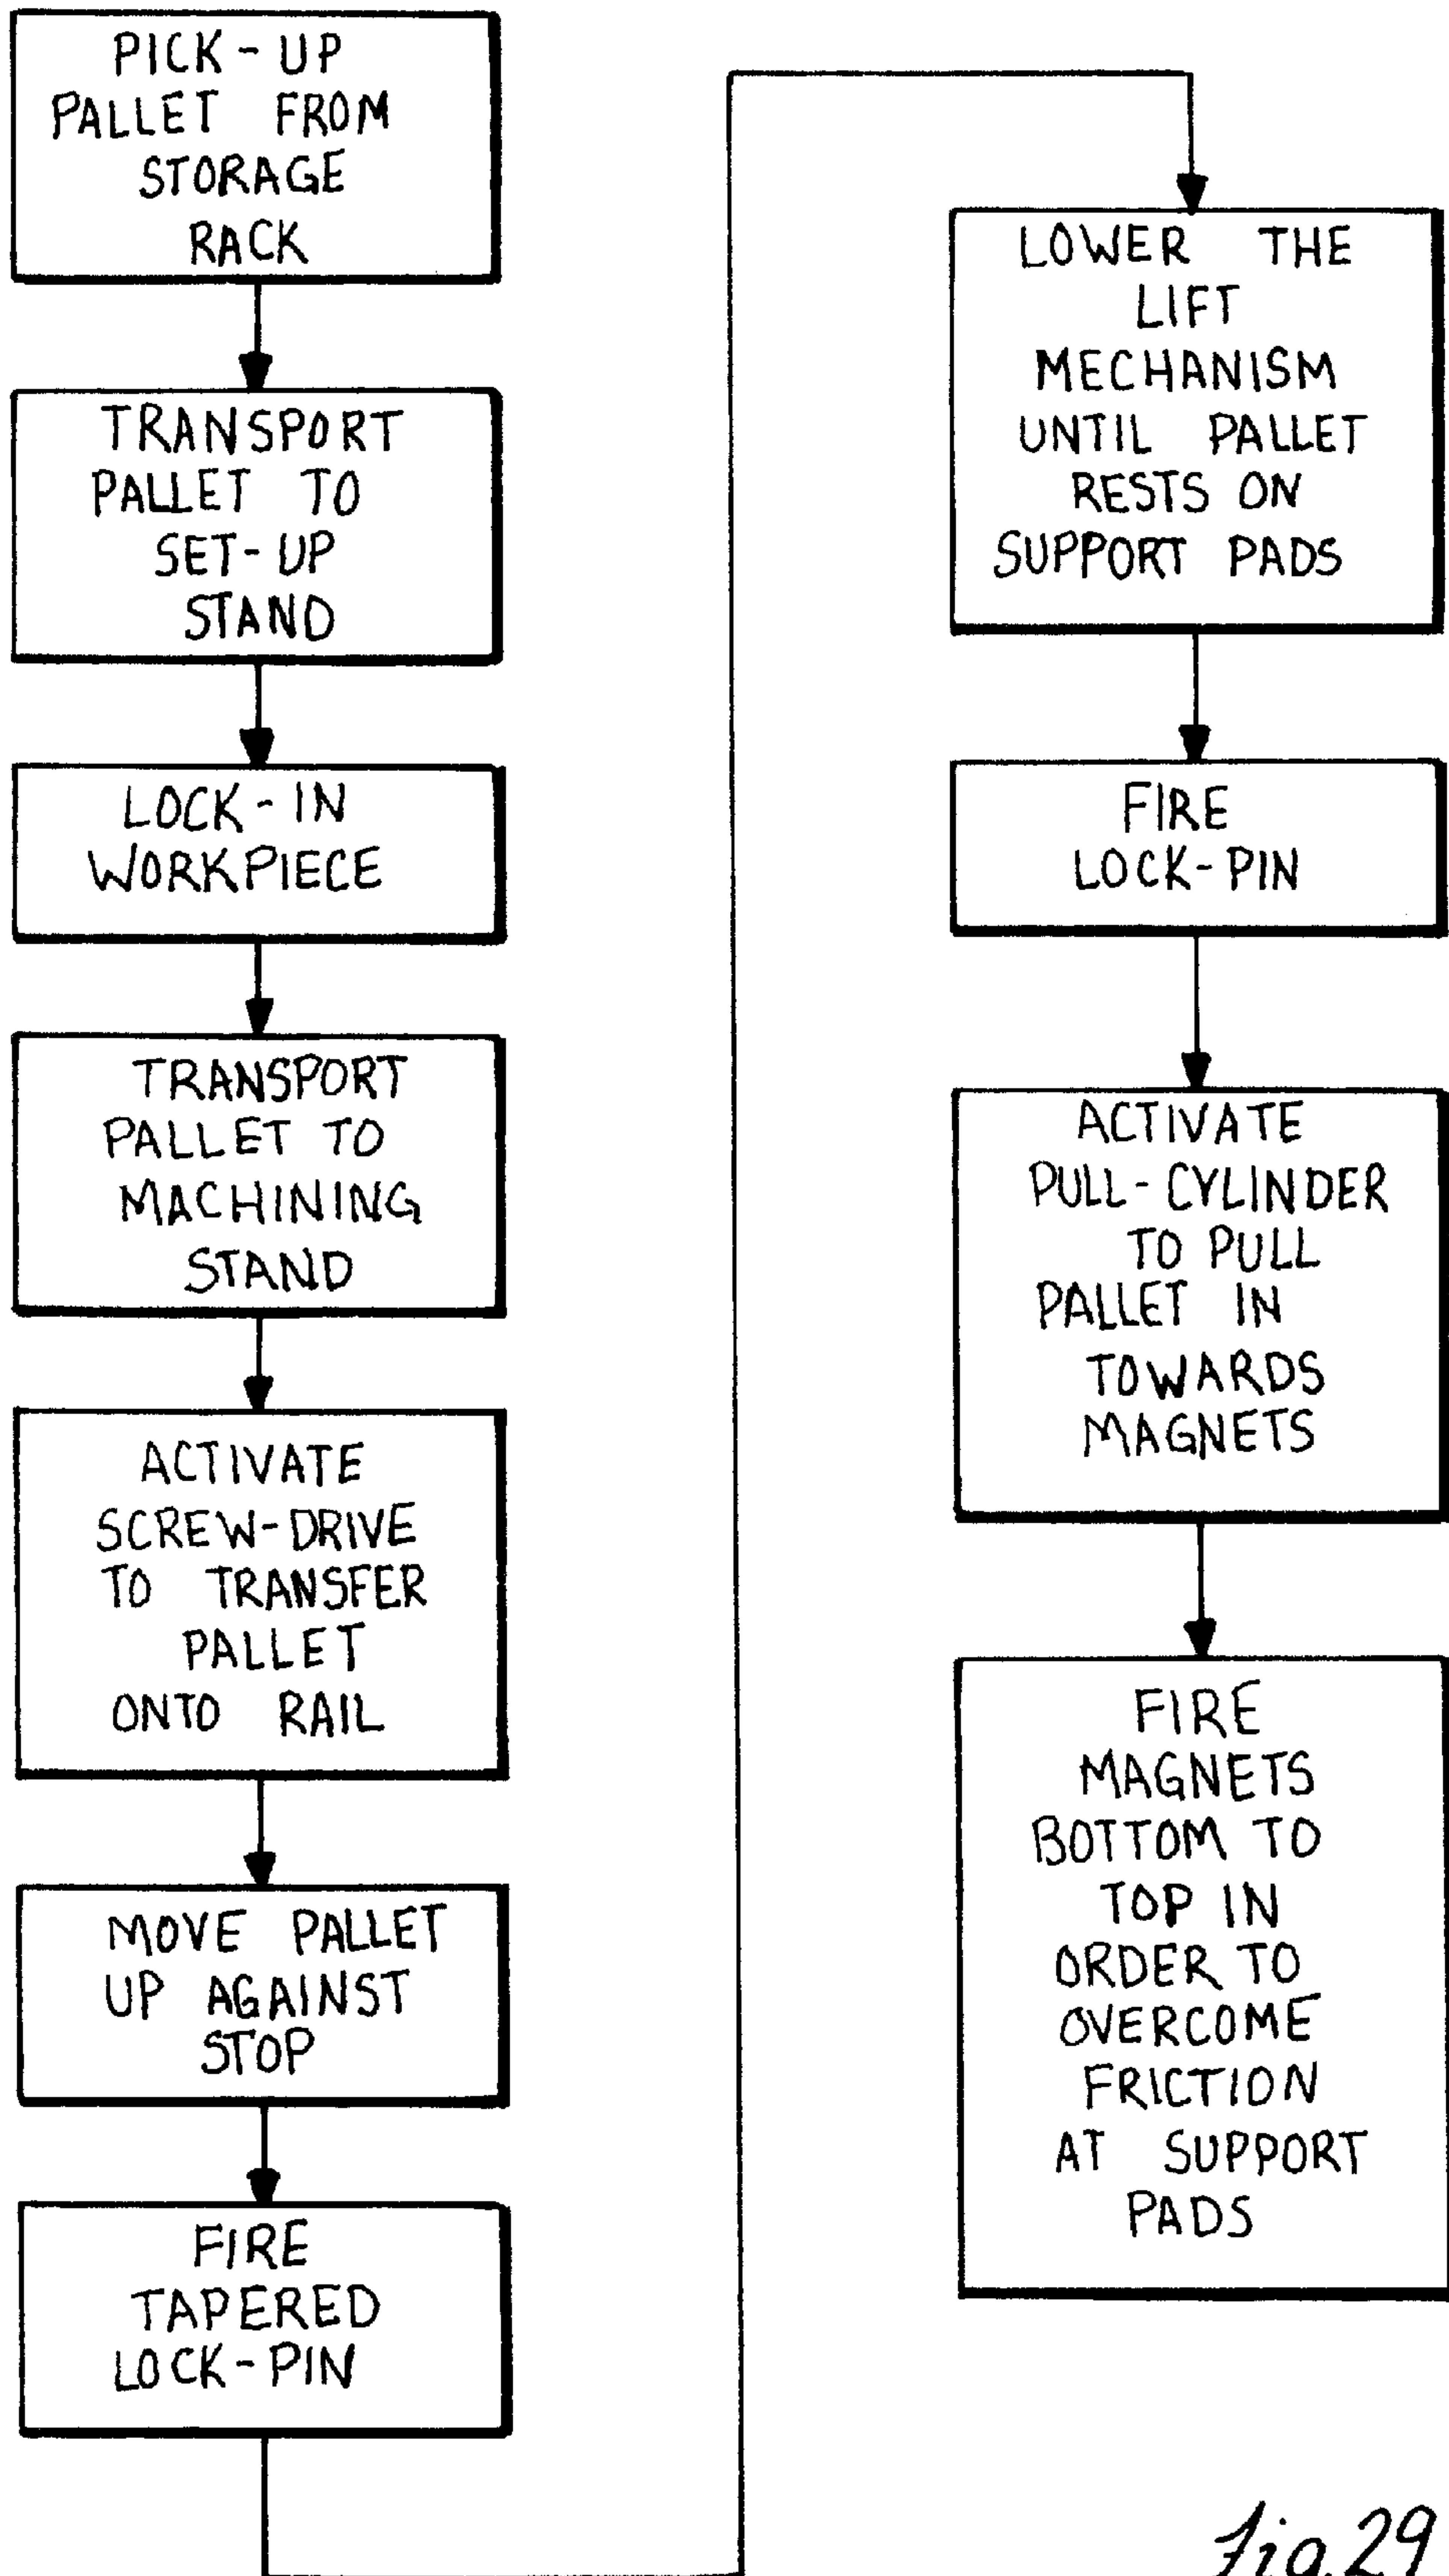 PICK-UP
PALLET FROM
STORAGE
RACK
TRANSPORT
PALLET TO
SET-UP
STAND
LOCK-IN
WORKPIECE
TRANSPORT
PALLET TO
MACHINING
STAND
ACTIVATE
SCREW-DRIVE
TO TRANSFER
PALLET
ONTO RAIL
MOVE PALLET
UP AGAINST
STOP
FIRE
TAPERED
LOCK-PIN
LOWER THE
LIFT
MECHANISM
UNTIL PALLET
RESTS ON
SUPPORT PADS
FIRE
LOCK-PIN
ACTIVATE
PULL-CYLINDER
TO PULL
PALLET IN
TOWARDS
MAGNETS
FIRE
MAGNETS
BOTTOM TO
TOP IN
ORDER TO
OVERCOME
FRICTION
AT SUPPORT
PADS
Fig. 29